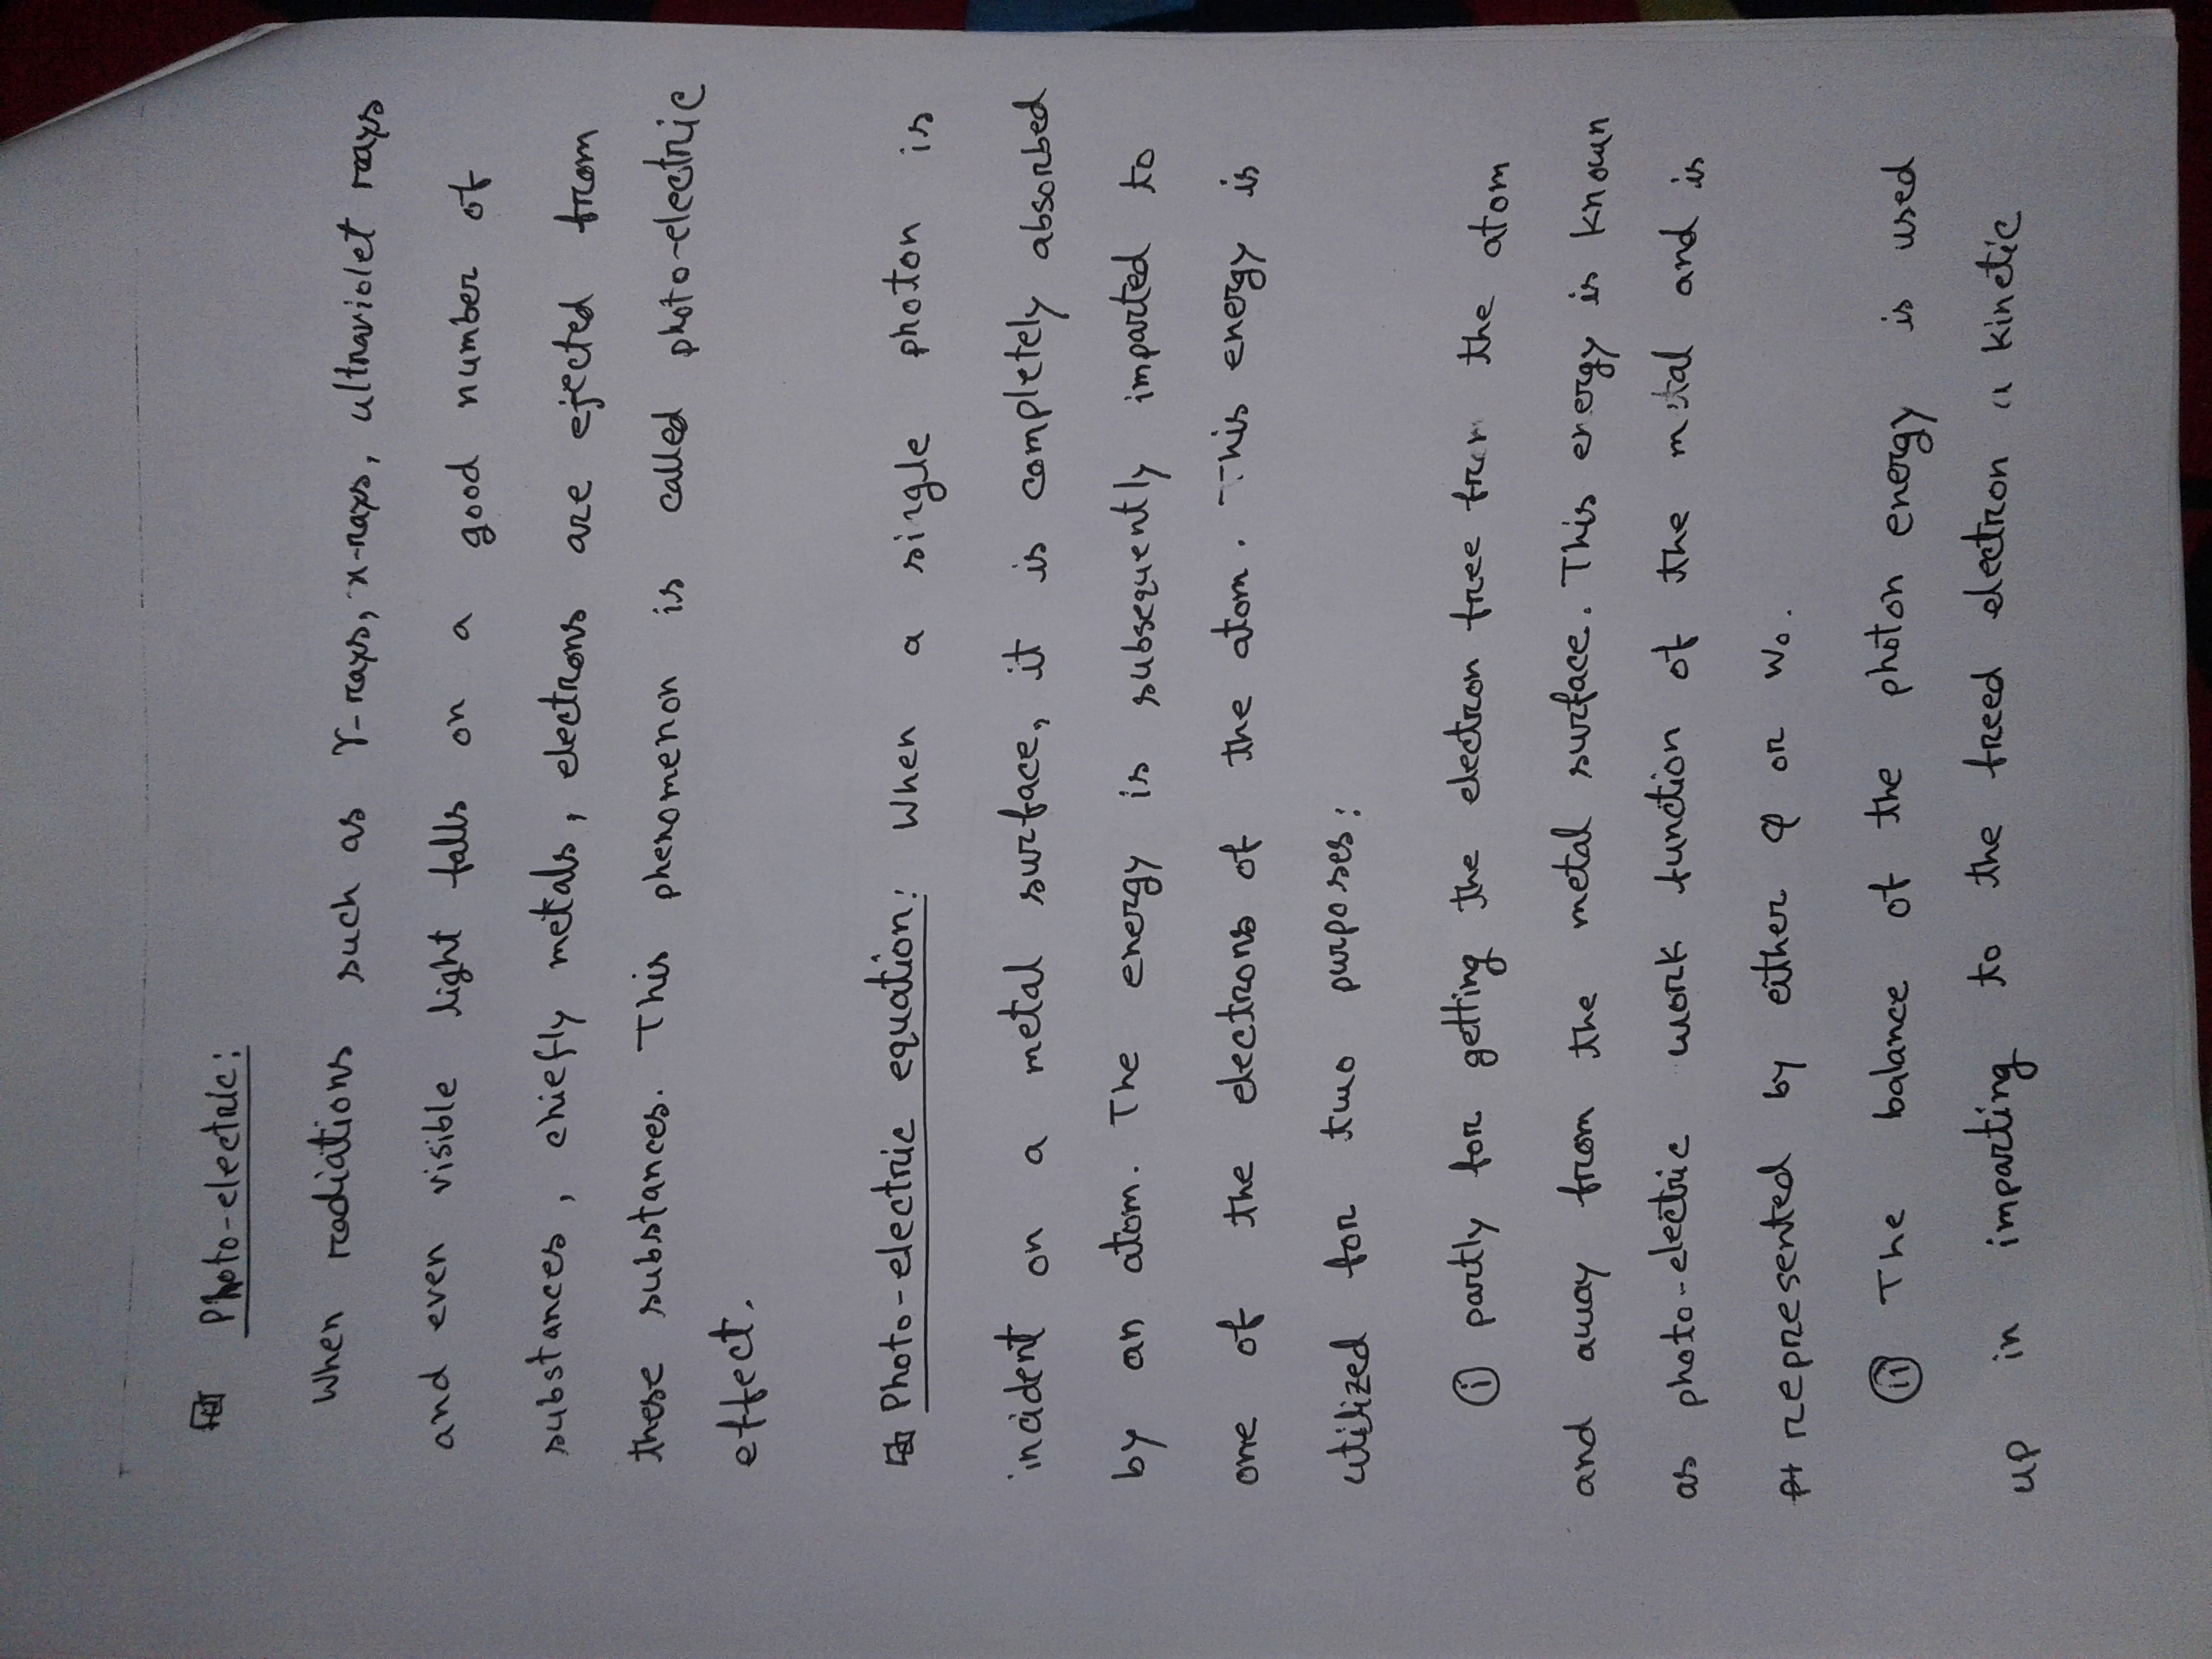 Photo-electric:
When radiations such as γ-rays, x-rays, ultraviolet rays
and even visible light falls on a good number of
substances, chiefly metals, electrons are ejected from
these substances. This phenomenon is called photo-electric
effect.
Photo-electric equation: When a single photon is
incident on a metal surface, it is completely absorbed
by an atom. The energy is subsequently imparted to
one of the electrons of the atom. This energy is
utilized for two purposes:
(i) partly for getting the electron free from the atom
and away from the metal surface. This energy is known
as photo-electric work function of the metal and is
represented by either φ or W₀.
(ii) The balance of the photon energy is used
up in imparting to the freed electron a kinetic